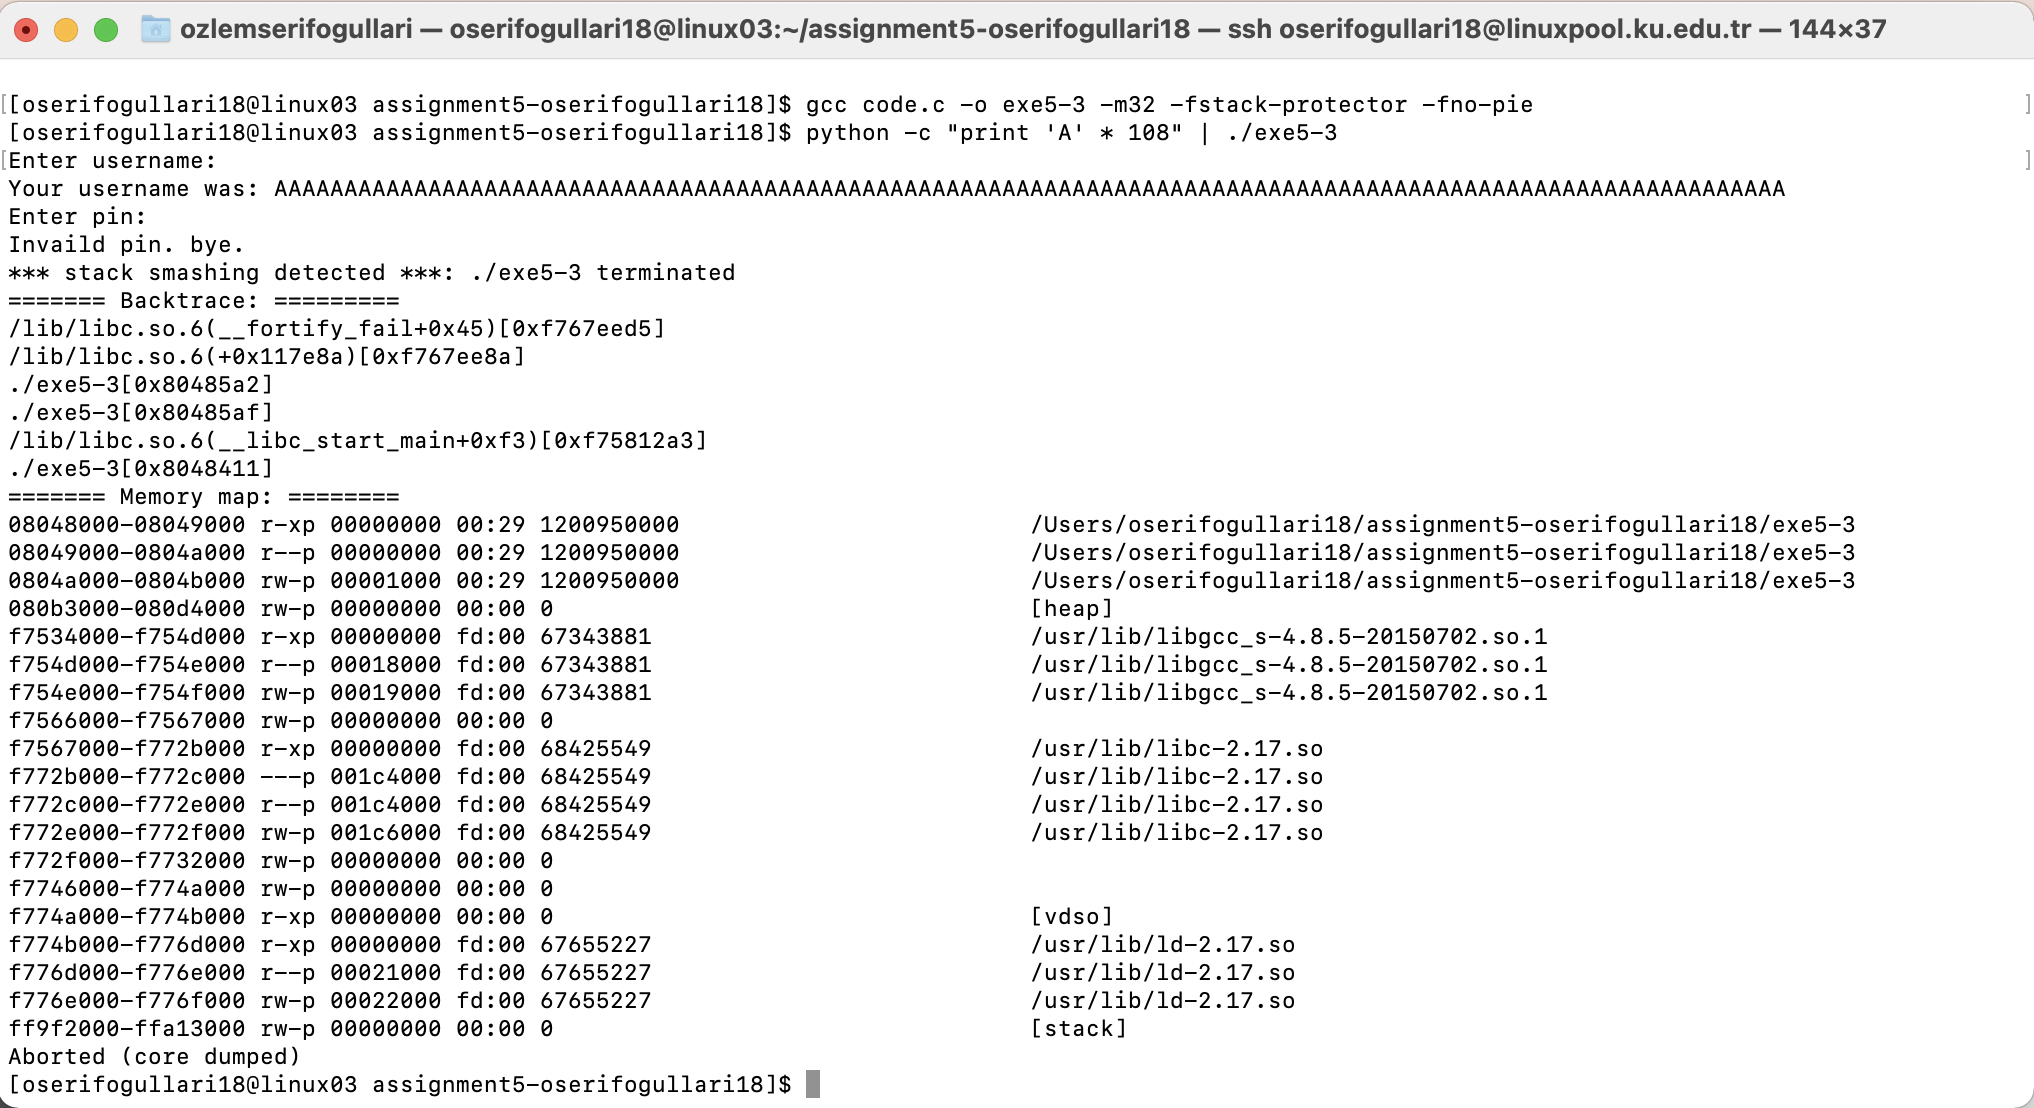 ozlemserifogullari — oserifogullari18@linux03:~/assignment5-oserifogullari18 — ssh oserifogullari18@linuxpool.ku.edu.tr — 144×37
[[oserifogullari18@linux03 assignment5-oserifogullari18]$ gcc code.c -o exe5-3 -m32 -fstack-protector -fno-pie ]
[oserifogullari18@linux03 assignment5-oserifogullari18]$ python -c "print 'A' * 108" | ./exe5-3
[Enter username: ]
Your username was: AAAAAAAAAAAAAAAAAAAAAAAAAAAAAAAAAAAAAAAAAAAAAAAAAAAAAAAAAAAAAAAAAAAAAAAAAAAAAAAAAAAAAAAAAAAAAAAAAAAAAAAAAAAA
Enter pin:
Invaild pin. bye.
*** stack smashing detected ***: ./exe5-3 terminated
======= Backtrace: =========
/lib/libc.so.6(__fortify_fail+0x45)[0xf767eed5]
/lib/libc.so.6(+0x117e8a)[0xf767ee8a]
./exe5-3[0x80485a2]
./exe5-3[0x80485af]
/lib/libc.so.6(__libc_start_main+0xf3)[0xf75812a3]
./exe5-3[0x8048411]
======= Memory map: ========
08048000-08049000 r-xp 00000000 00:29 1200950000 /Users/oserifogullari18/assignment5-oserifogullari18/exe5-3
08049000-0804a000 r--p 00000000 00:29 1200950000 /Users/oserifogullari18/assignment5-oserifogullari18/exe5-3
0804a000-0804b000 rw-p 00001000 00:29 1200950000 /Users/oserifogullari18/assignment5-oserifogullari18/exe5-3
080b3000-080d4000 rw-p 00000000 00:00 0 [heap]
f7534000-f754d000 r-xp 00000000 fd:00 67343881 /usr/lib/libgcc_s-4.8.5-20150702.so.1
f754d000-f754e000 r--p 00018000 fd:00 67343881 /usr/lib/libgcc_s-4.8.5-20150702.so.1
f754e000-f754f000 rw-p 00019000 fd:00 67343881 /usr/lib/libgcc_s-4.8.5-20150702.so.1
f7566000-f7567000 rw-p 00000000 00:00 0
f7567000-f772b000 r-xp 00000000 fd:00 68425549 /usr/lib/libc-2.17.so
f772b000-f772c000 ---p 001c4000 fd:00 68425549 /usr/lib/libc-2.17.so
f772c000-f772e000 r--p 001c4000 fd:00 68425549 /usr/lib/libc-2.17.so
f772e000-f772f000 rw-p 001c6000 fd:00 68425549 /usr/lib/libc-2.17.so
f772f000-f7732000 rw-p 00000000 00:00 0
f7746000-f774a000 rw-p 00000000 00:00 0
f774a000-f774b000 r-xp 00000000 00:00 0 [vdso]
f774b000-f776d000 r-xp 00000000 fd:00 67655227 /usr/lib/ld-2.17.so
f776d000-f776e000 r--p 00021000 fd:00 67655227 /usr/lib/ld-2.17.so
f776e000-f776f000 rw-p 00022000 fd:00 67655227 /usr/lib/ld-2.17.so
ff9f2000-ffa13000 rw-p 00000000 00:00 0 [stack]
Aborted (core dumped)
[oserifogullari18@linux03 assignment5-oserifogullari18]$